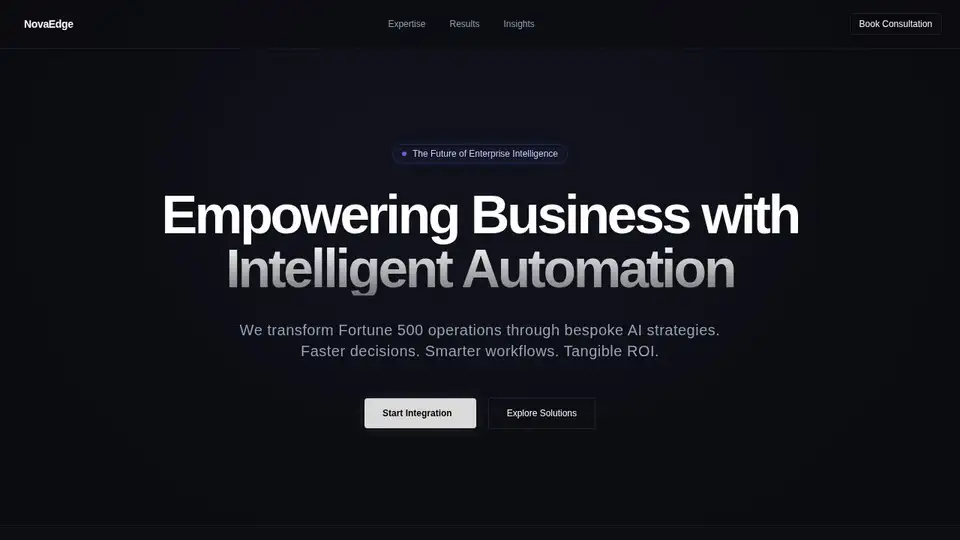 NovaEdge
Expertise
Results
Insights
Book Consultation
The Future of Enterprise Intelligence
Empowering Business with
Intelligent Automation
We transform Fortune 500 operations through bespoke AI strategies.
Faster decisions. Smarter workflows. Tangible ROI.
Start Integration
Explore Solutions